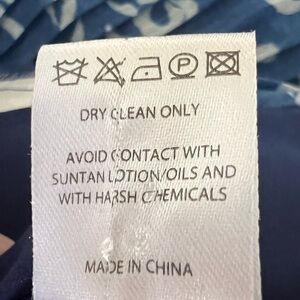 P
DRY CLEAN ONLY
AVOID CONTACT WITH
SUNTAN LOTION/OILS AND
WITH HARSH CHEMICALS
MADE IN CHINA